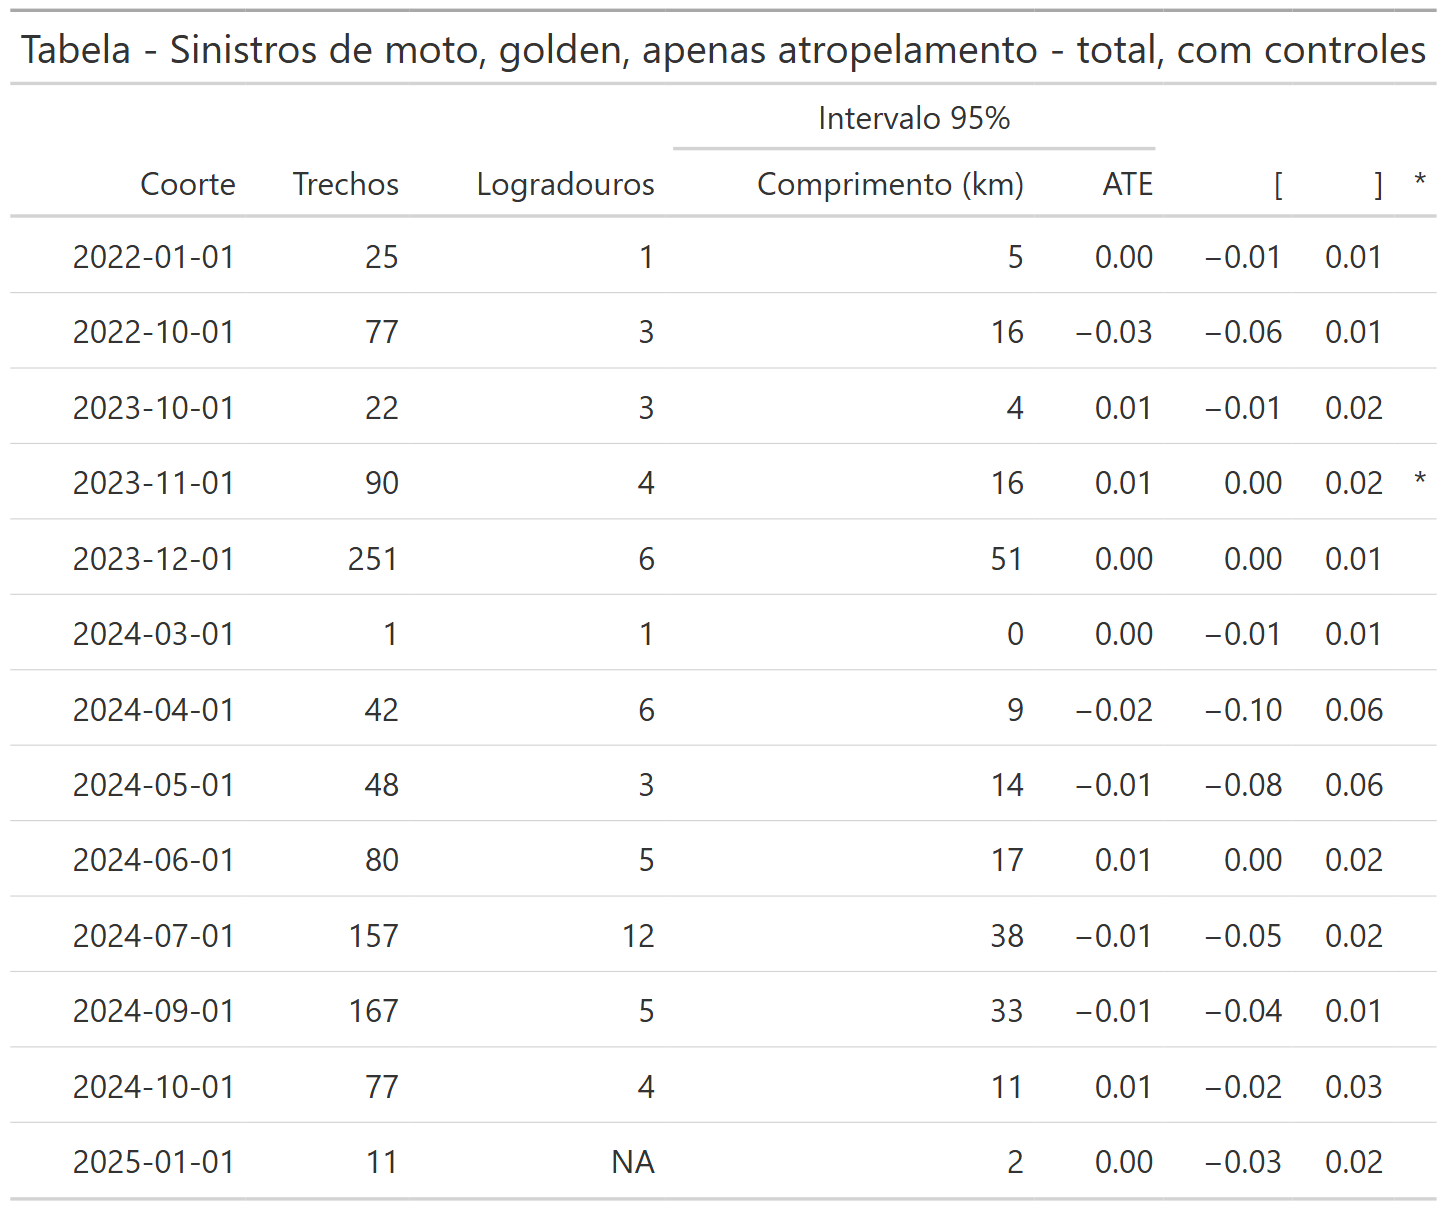 Tabela - Sinistros de moto, golden, apenas atropelamento - total, com controles
Intervalo 95%
Coorte Trechos Logradouros Comprimento (km) ATE [ ] *
2022-01-01 25 1 5 0.00 −0.01 0.01
2022-10-01 77 3 16 −0.03 −0.06 0.01
2023-10-01 22 3 4 0.01 −0.01 0.02
2023-11-01 90 4 16 0.01 0.00 0.02 *
2023-12-01 251 6 51 0.00 0.00 0.01
2024-03-01 1 1 0 0.00 −0.01 0.01
2024-04-01 42 6 9 −0.02 −0.10 0.06
2024-05-01 48 3 14 −0.01 −0.08 0.06
2024-06-01 80 5 17 0.01 0.00 0.02
2024-07-01 157 12 38 −0.01 −0.05 0.02
2024-09-01 167 5 33 −0.01 −0.04 0.01
2024-10-01 77 4 11 0.01 −0.02 0.03
2025-01-01 11 NA 2 0.00 −0.03 0.02